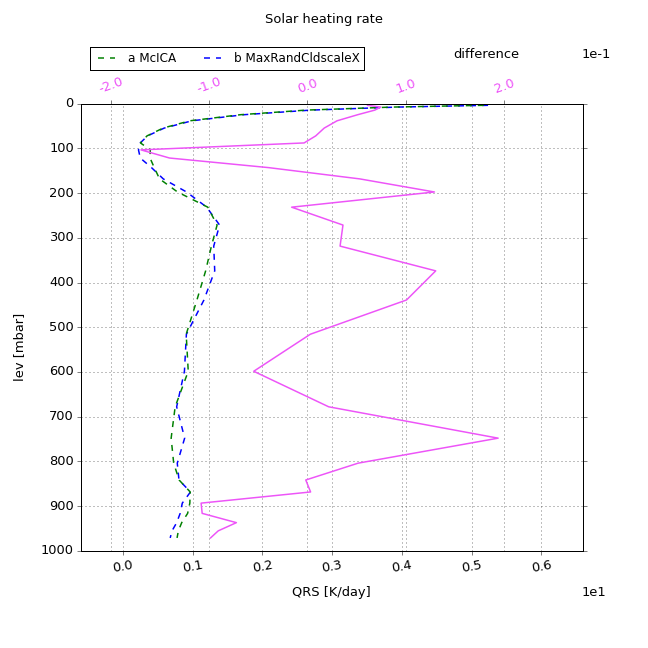 Solar heating rate
a McICA b MaxRandCldscaleX difference 1e-1
-2.0 -1.0 0.0 1.0 2.0
0
100
200
300
400
500
600
700
800
900
1000
lev [mbar]
0.0 0.1 0.2 0.3 0.4 0.5 0.6
QRS [K/day] 1e1